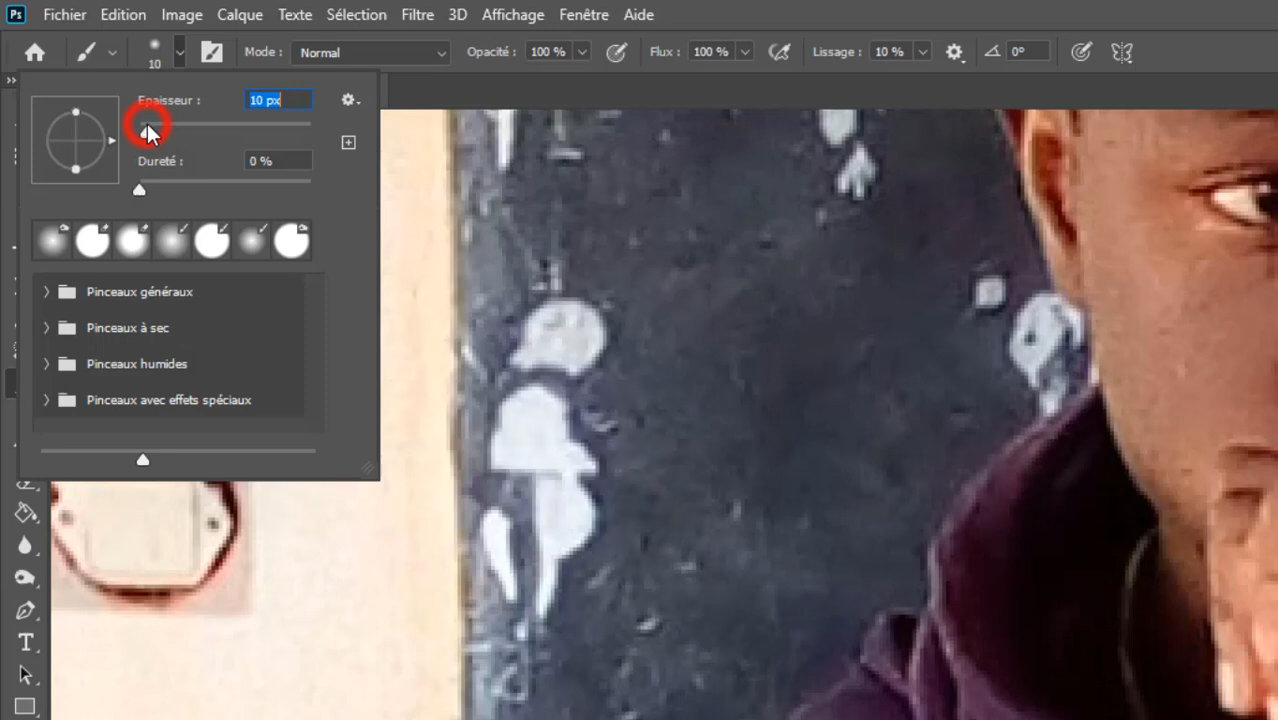 Ps Fichier Edition Image Calque Texte Sélection Filtre 3D Affichage Fenêtre Aide
10 Mode : Normal Opacité : 100 % Flux : 100 % Lissage : 10 % 0°
Epaisseur : 10 px
Dureté : 0 %
Pinceaux généraux
Pinceaux à sec
Pinceaux humides
Pinceaux avec effets spéciaux